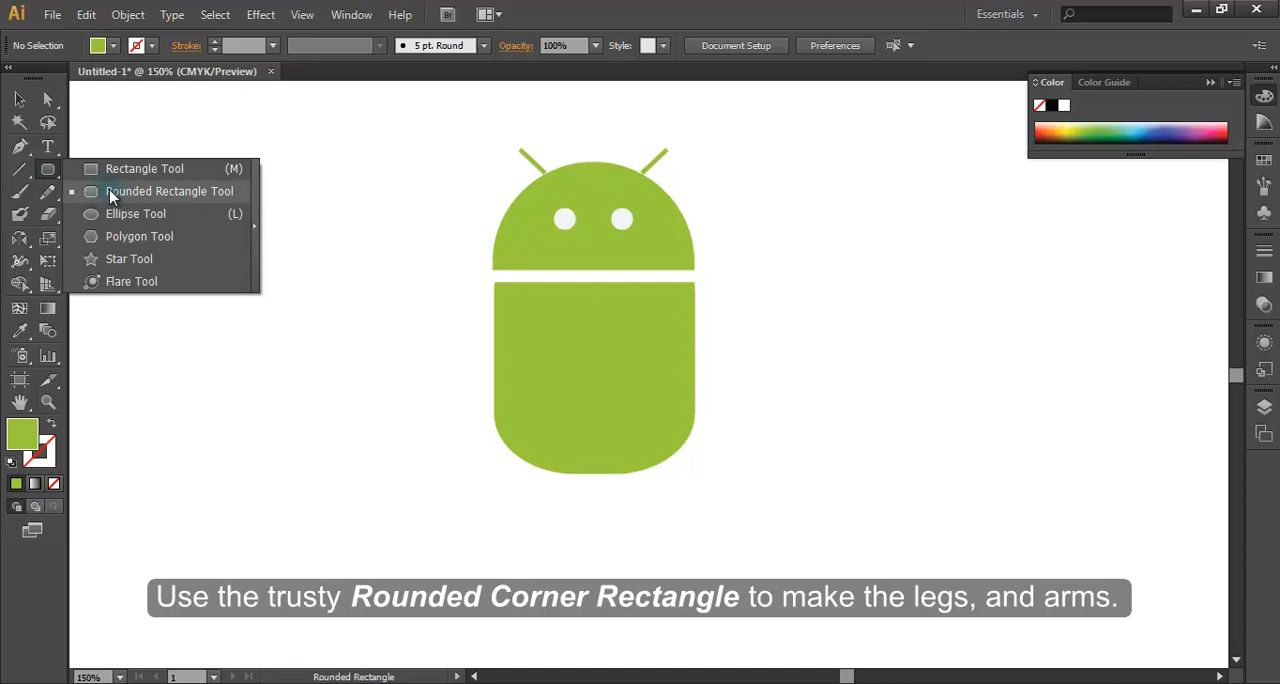 Ai File Edit Object Type Select Effect View Window Help Br Essentials
No Selection Stroke: 5 pt. Round Opacity: 100% Style: Document Setup Preferences
Untitled-1* @ 150% (CMYK/Preview) ×
Color Color Guide
T
Rectangle Tool (M)
Rounded Rectangle Tool
Ellipse Tool (L)
Polygon Tool
Star Tool
Flare Tool
Use the trusty Rounded Corner Rectangle to make the legs, and arms.
150% 1 Rounded Rectangle